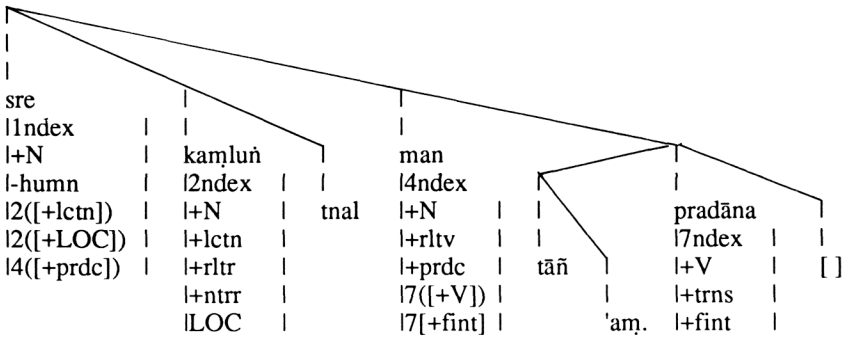 sre
|1ndex | |
|+N | kaṃluṅ man
|-humn | |2ndex | | |4ndex |
|2([+lctn]) | |+N | tnal |+N | | pradāna
|2([+LOC]) | |+lctn | |+rltv | | |7ndex | |
|4([+prdc]) | |+rltr | |+prdc | tāñ | |+V | [ ]
|+ntrr | |7([+V]) | | |+trns |
|LOC | |7[+fint] | 'aṃ. |+fint |